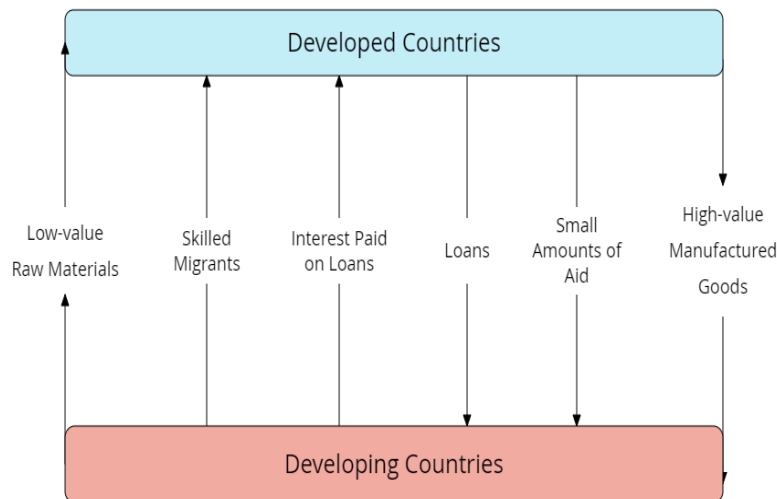 Developed Countries
Low-value
Raw Materials
Skilled
Migrants
Interest Paid
on Loans
Loans
Small
Amounts of
Aid
High-value
Manufactured
Goods
Developing Countries